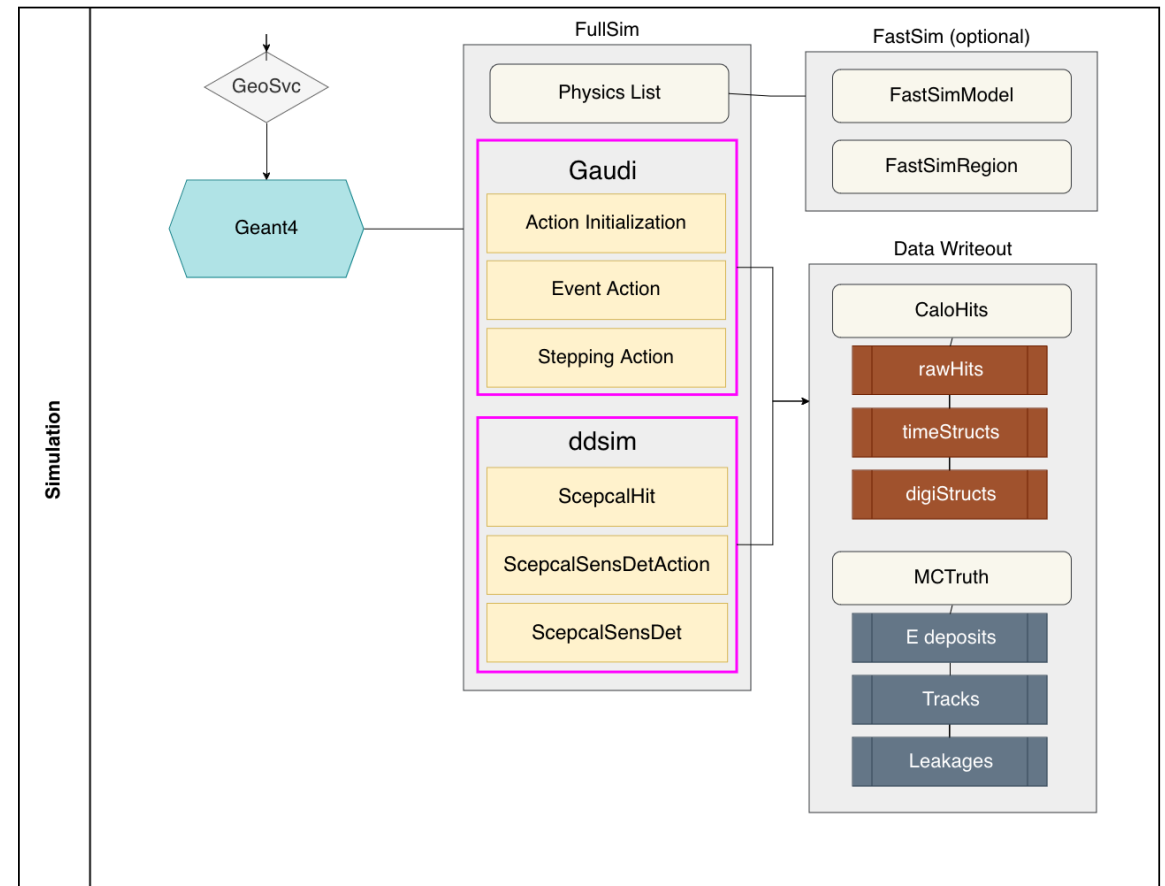 Simulation
GeoSvc
Geant4
FullSim
Physics List
Gaudi
Action Initialization
Event Action
Stepping Action
ddsim
ScepcalHit
ScepcalSensDetAction
ScepcalSensDet
FastSim (optional)
FastSimModel
FastSimRegion
Data Writeout
CaloHits
rawHits
timeStructs
digiStructs
MCTruth
E deposits
Tracks
Leakages